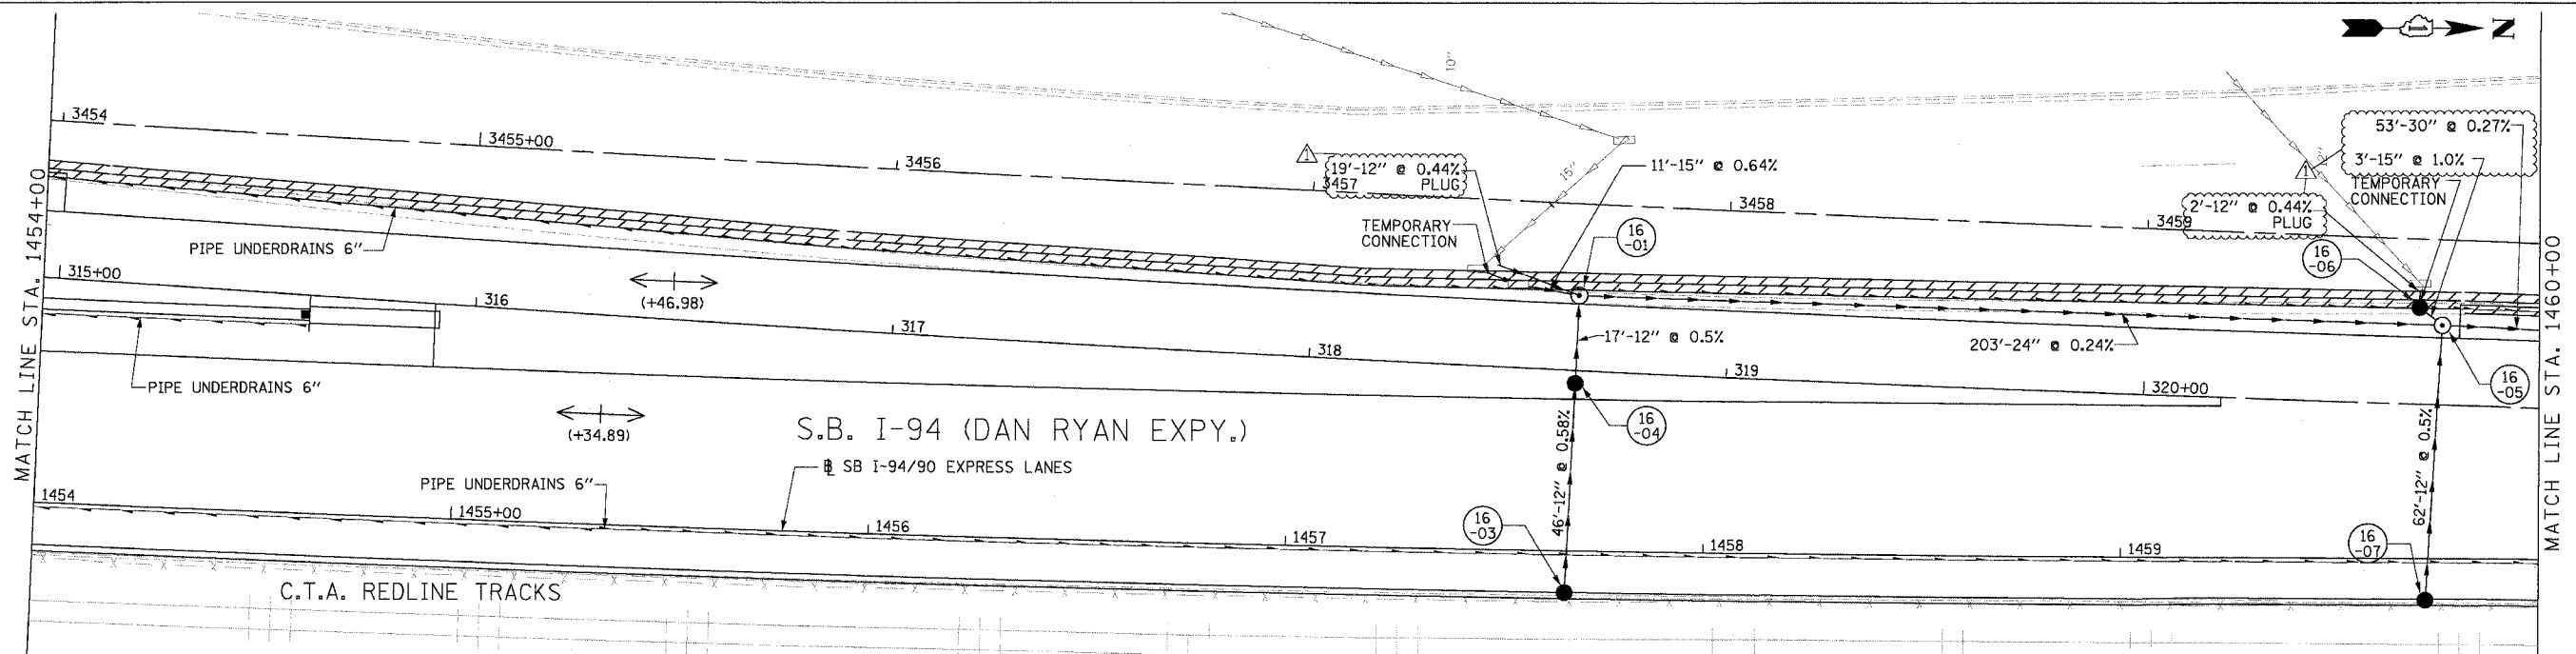 N
MATCH LINE STA. 1454+00
3454
3455+00
3456
3457
3458
3459
10"
15"
12"
19'-12" @ 0.44%
PLUG
1
11'-15" @ 0.64%
TEMPORARY
CONNECTION
16
-01
53'-30" @ 0.27%
3'-15" @ 1.0%
1
TEMPORARY
CONNECTION
2'-12" @ 0.44%
PLUG
16
-06
PIPE UNDERDRAINS 6"
315+00
316
317
318
319
320+00
(+46.98)
17'-12" @ 0.5%
203'-24" @ 0.24%
16
-05
PIPE UNDERDRAINS 6"
(+34.89)
S.B. I-94 (DAN RYAN EXPY.)
16
-04
46'-12" @ 0.58%
62'-12" @ 0.5%
BL SB I-94/90 EXPRESS LANES
PIPE UNDERDRAINS 6"
1454
1455+00
1456
1457
1458
1459
16
-03
16
-07
C.T.A. REDLINE TRACKS
MATCH LINE STA. 1460+00